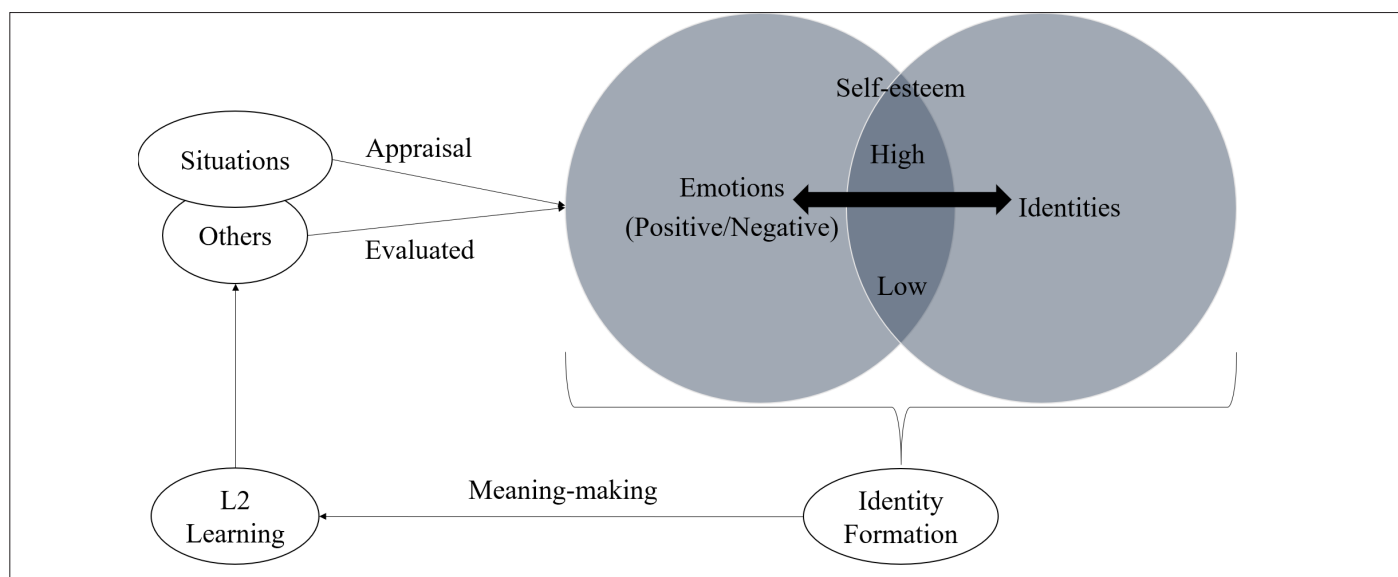 Self-esteem
Situations
Appraisal
High
Emotions
(Positive/Negative)
Identities
Others
Evaluated
Low
L2
Learning
Meaning-making
Identity
Formation